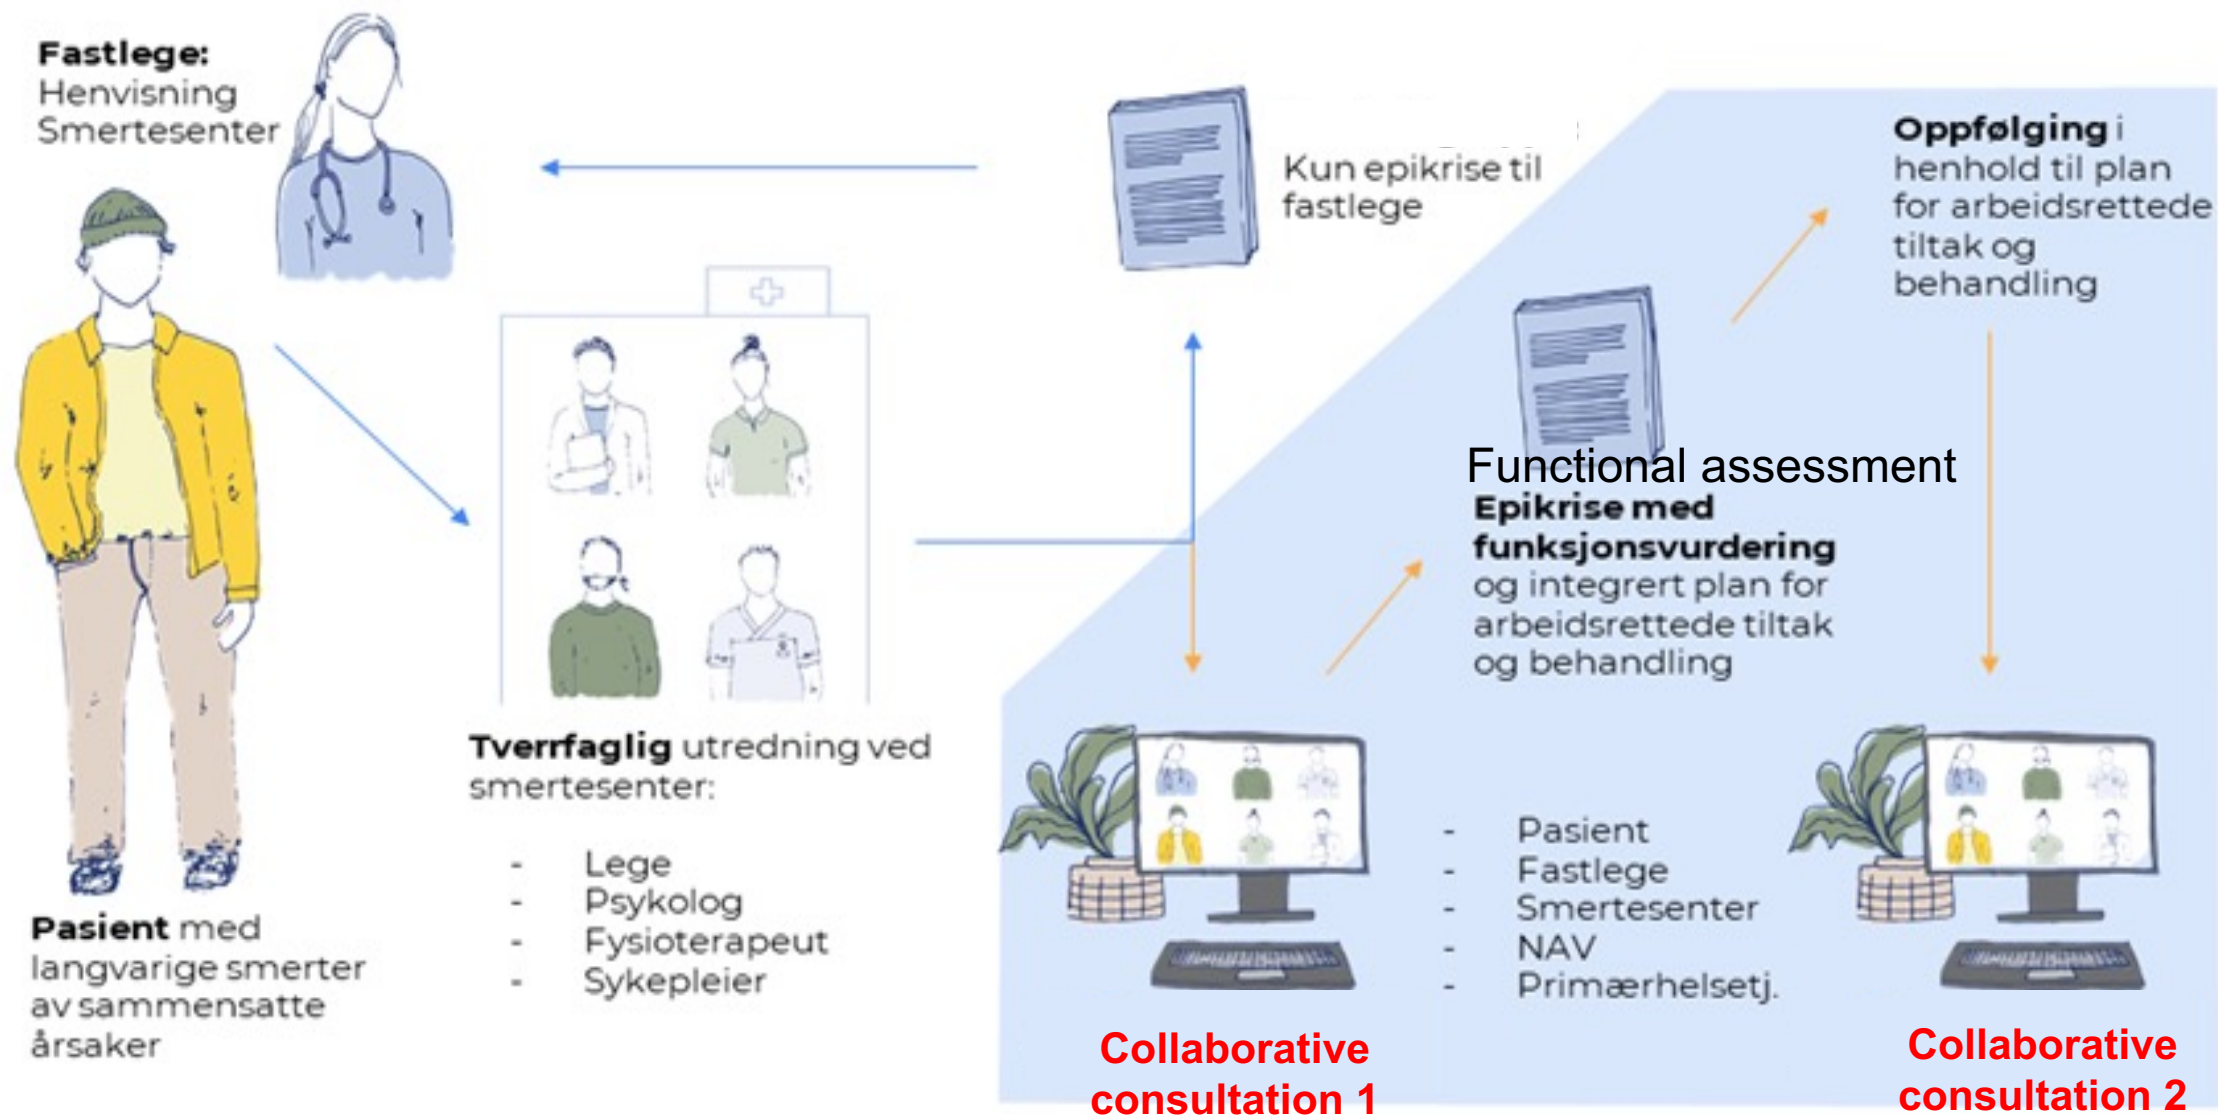 Fastlege:
Henvisning
Smertesenter
Pasient med
langvarige smerter
av sammensatte
årsaker
Tverrfaglig utredning ved
smertesenter:
- Lege
- Psykolog
- Fysioterapeut
- Sykepleier
Kun epikrise til
fastlege
Functional assessment
Epikrise med
funksjonsvurdering
og integrert plan for
arbeidsrettede tiltak
og behandling
Oppfølging i
henhold til plan
for arbeidsrettede
tiltak og
behandling
- Pasient
- Fastlege
- Smertesenter
- NAV
- Primærhelsetj.
Collaborative
consultation 1
Collaborative
consultation 2